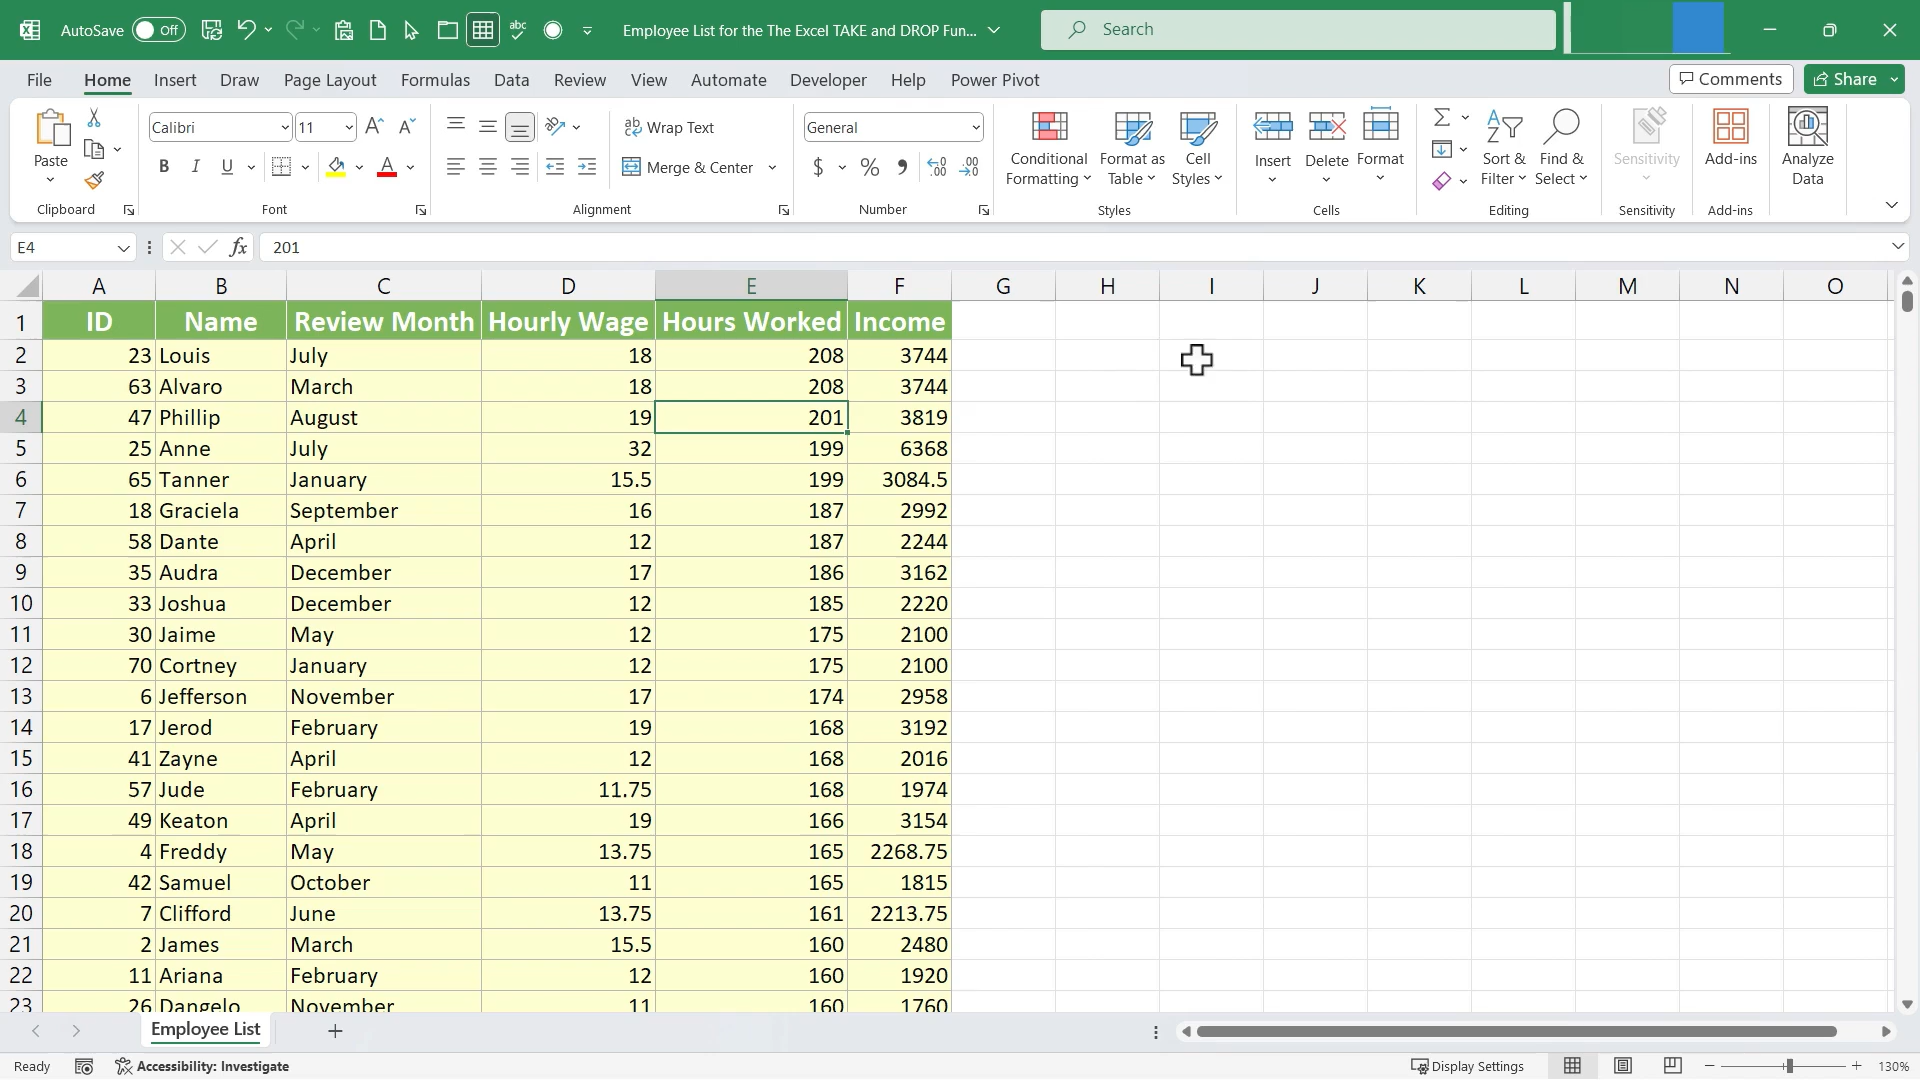 AutoSave Off abc Employee List for the The Excel TAKE and DROP Fun... Search
File Home Insert Draw Page Layout Formulas Data Review View Automate Developer Help Power Pivot Comments Share
Paste Calibri 11 A A ab Wrap Text General
B I U A Merge & Center $ % 9 .00 .00
Conditional Formatting Format as Table Cell Styles Insert Delete Format Sort & Filter Find & Select Sensitivity Add-ins Analyze Data
Clipboard Font Alignment Number Styles Cells Editing Sensitivity Add-ins
E4 fx 201
A B C D E F G H I J K L M N O
1 ID Name Review Month Hourly Wage Hours Worked Income
2 23 Louis July 18 208 3744
3 63 Alvaro March 18 208 3744
4 47 Phillip August 19 201 3819
5 25 Anne July 32 199 6368
6 65 Tanner January 15.5 199 3084.5
7 18 Graciela September 16 187 2992
8 58 Dante April 12 187 2244
9 35 Audra December 17 186 3162
10 33 Joshua December 12 185 2220
11 30 Jaime May 12 175 2100
12 70 Cortney January 12 175 2100
13 6 Jefferson November 17 174 2958
14 17 Jerod February 19 168 3192
15 41 Zayne April 12 168 2016
16 57 Jude February 11.75 168 1974
17 49 Keaton April 19 166 3154
18 4 Freddy May 13.75 165 2268.75
19 42 Samuel October 11 165 1815
20 7 Clifford June 13.75 161 2213.75
21 2 James March 15.5 160 2480
22 11 Ariana February 12 160 1920
23 26 Dangelo November 11 160 1760
Employee List
Ready Accessibility: Investigate Display Settings 130%